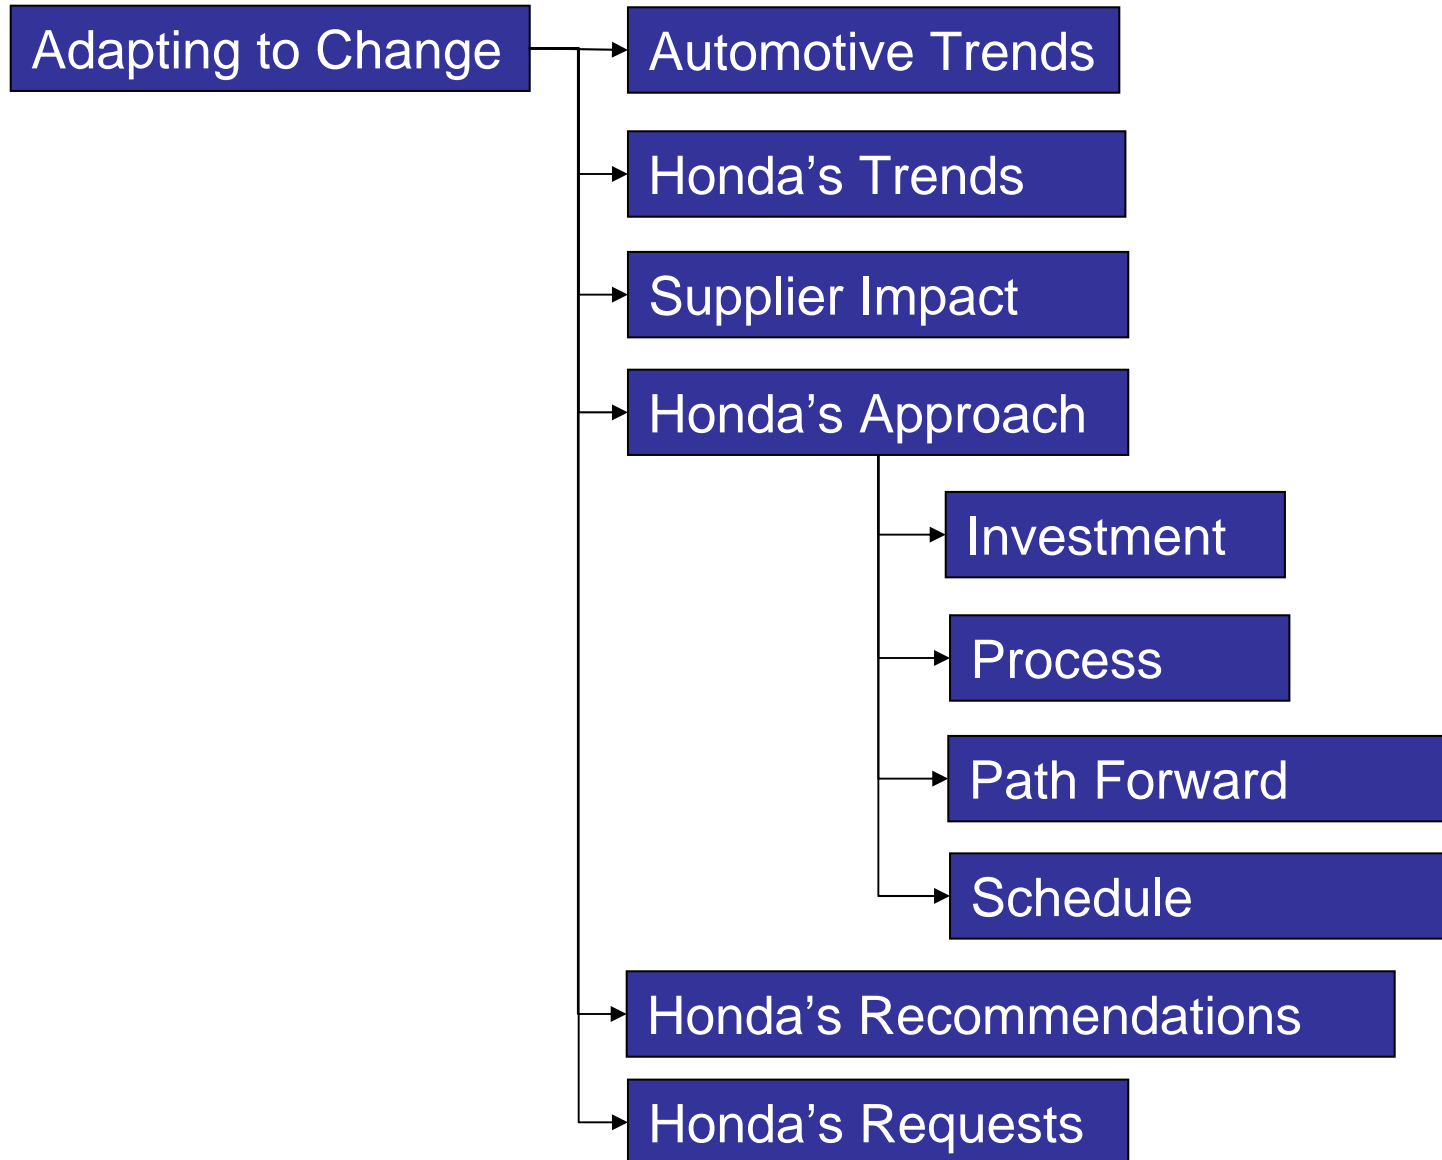 Adapting to Change
Automotive Trends
Honda’s Trends
Supplier Impact
Honda’s Approach
Investment
Process
Path Forward
Schedule
Honda’s Recommendations
Honda’s Requests